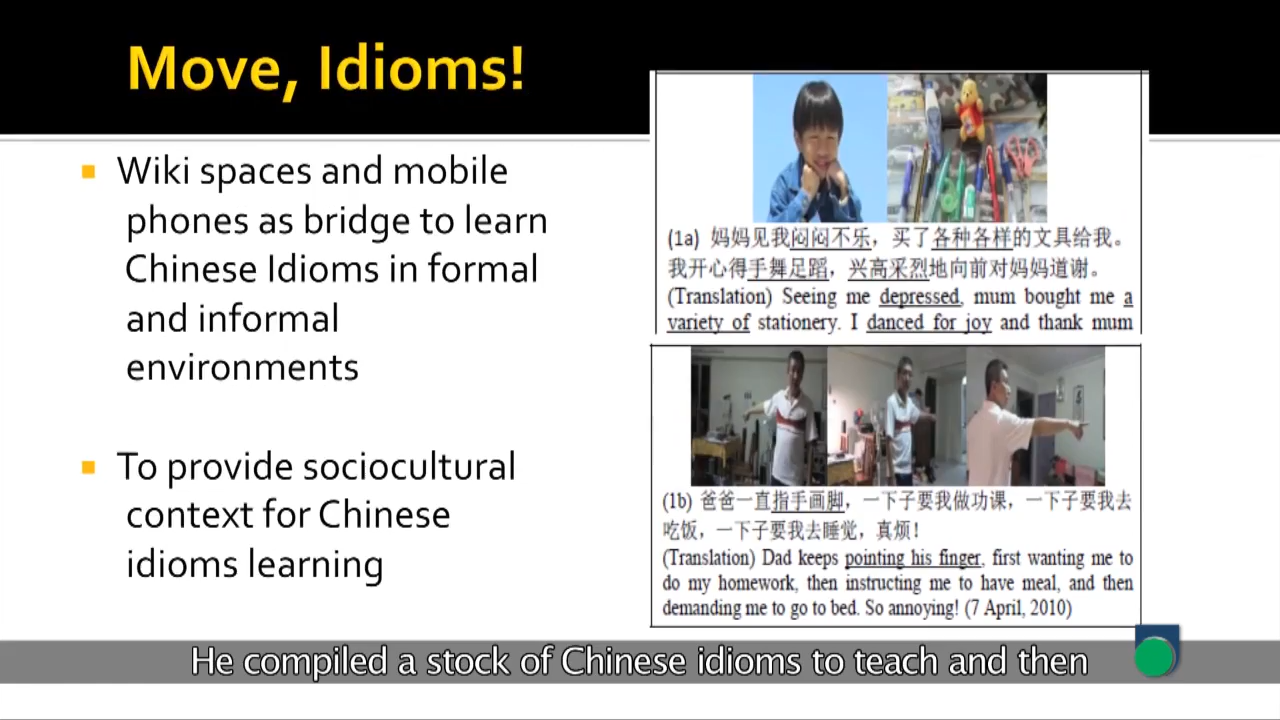 Move, Idioms!
Wiki spaces and mobile
phones as bridge to learn
Chinese Idioms in formal
and informal
environments
To provide sociocultural
context for Chinese
idioms learning
(1a) 妈妈见我闷闷不乐，买了各种各样的文具给我。
我开心得手舞足蹈，兴高采烈地向前对妈妈道谢。
(Translation) Seeing me depressed, mum bought me a
variety of stationery. I danced for joy and thank mum
(1b) 爸爸一直指手画脚，一下子要我做功课，一下子要我去
吃饭，一下子要我去睡觉，真烦！
(Translation) Dad keeps pointing his finger, first wanting me to
do my homework, then instructing me to have meal, and then
demanding me to go to bed. So annoying! (7 April, 2010)
He compiled a stock of Chinese idioms to teach and then